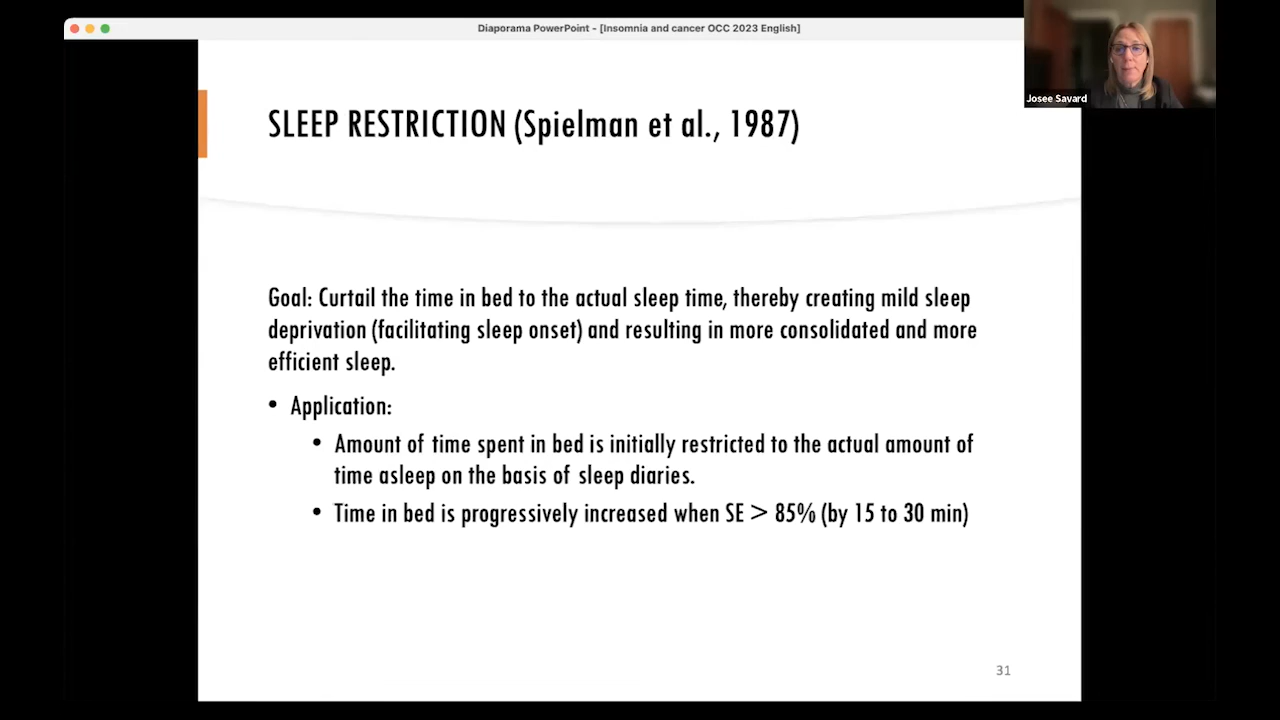 Diaporama PowerPoint - [Insomnia and cancer OCC 2023 English]
Josee Savard
SLEEP RESTRICTION (Spielman et al., 1987)
Goal: Curtail the time in bed to the actual sleep time, thereby creating mild sleep
deprivation (facilitating sleep onset) and resulting in more consolidated and more
efficient sleep.
• Application:
• Amount of time spent in bed is initially restricted to the actual amount of
time asleep on the basis of sleep diaries.
• Time in bed is progressively increased when SE > 85% (by 15 to 30 min)
31